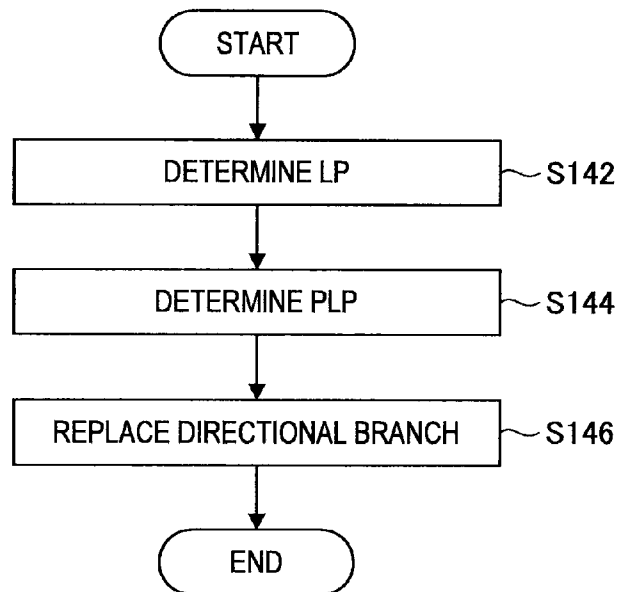 START
DETERMINE LP
S142
DETERMINE PLP
S144
REPLACE DIRECTIONAL BRANCH
S146
END